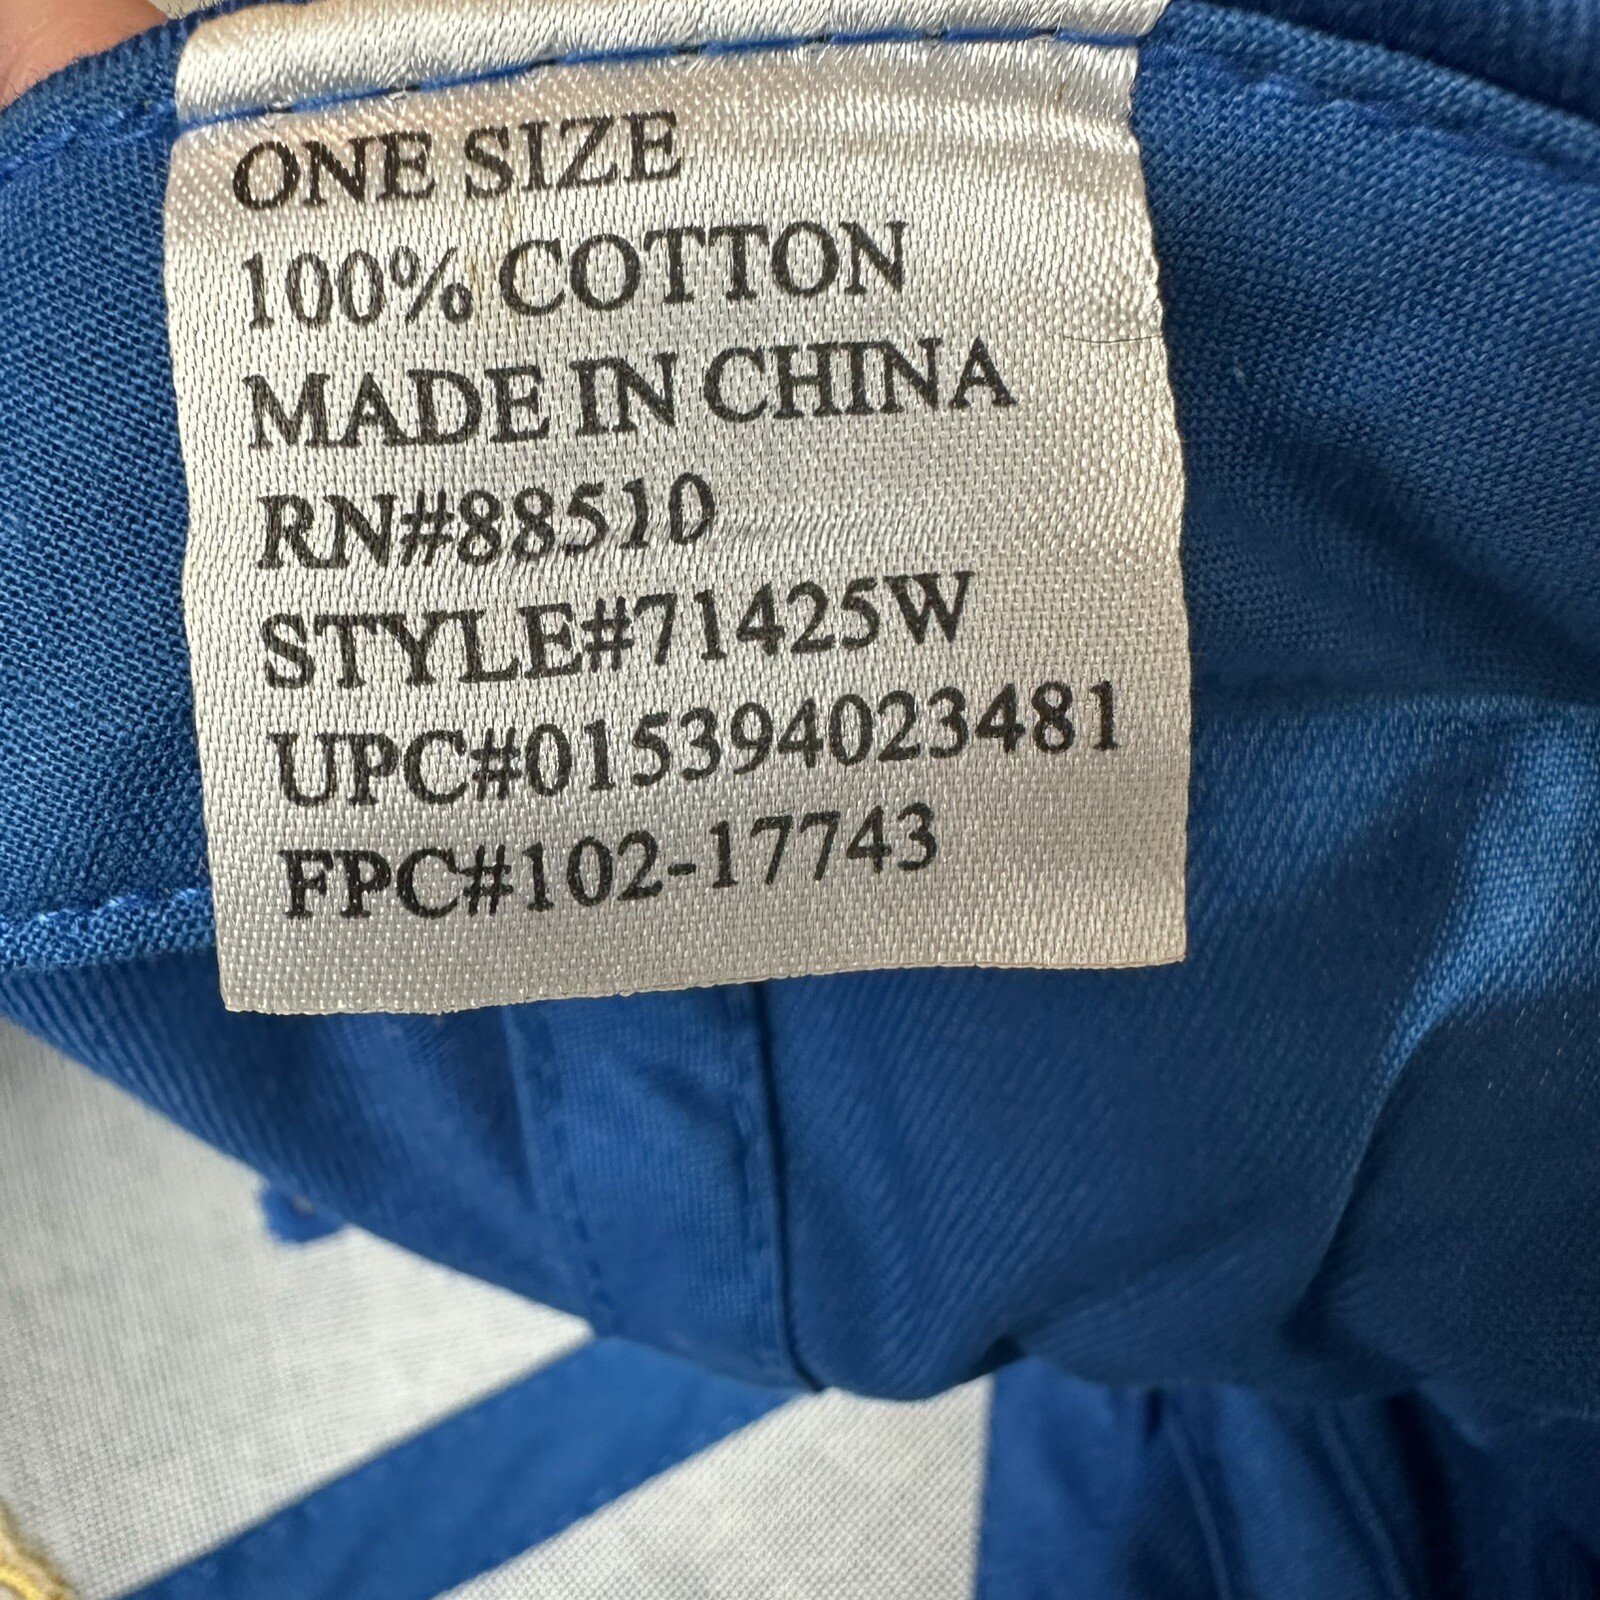 ONE SIZE
100% COTTON
MADE IN CHINA
RN#88510
STYLE#71425W
UPC#015394023481
FPC#102-17743